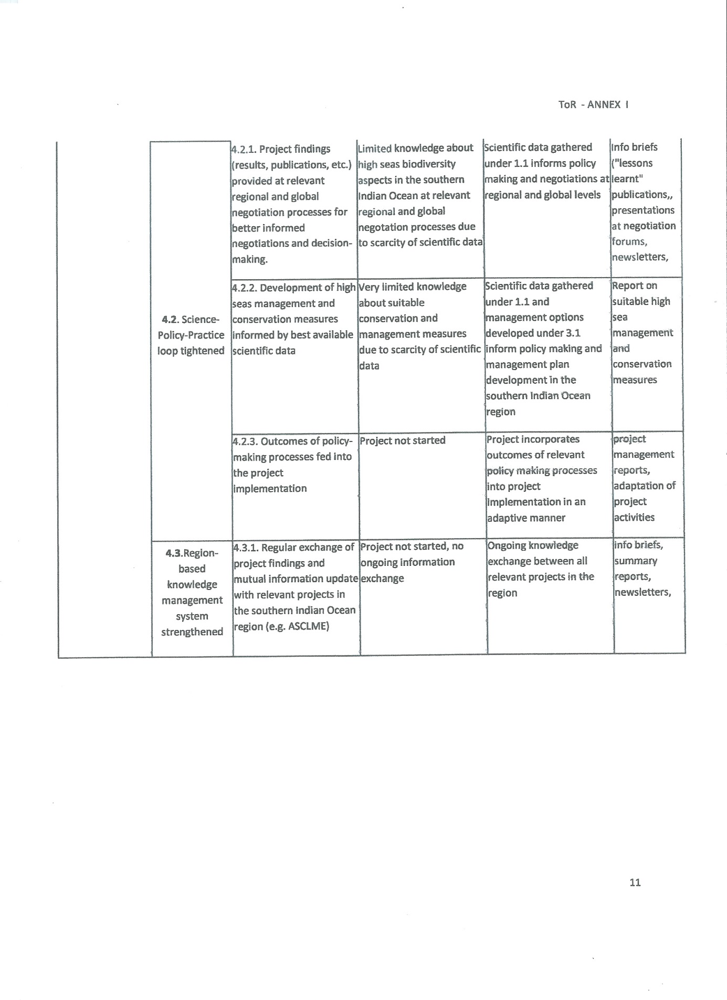 ToR - ANNEX I
4.2. Science-
Policy-Practice
loop tightened
4.2.1. Project findings
(results, publications, etc.)
provided at relevant
regional and global
negotiation processes for
better informed
negotiations and decision-
making.
Limited knowledge about
high seas biodiversity
aspects in the southern
Indian Ocean at relevant
regional and global
negotation processes due
to scarcity of scientific data
Scientific data gathered
under 1.1 informs policy
making and negotiations at
regional and global levels
Info briefs
("lessons
learnt"
publications,,
presentations
at negotiation
forums,
newsletters,
4.2.2. Development of high
seas management and
conservation measures
informed by best available
scientific data
Very limited knowledge
about suitable
conservation and
management measures
due to scarcity of scientific
data
Scientific data gathered
under 1.1 and
management options
developed under 3.1
inform policy making and
management plan
development in the
southern Indian Ocean
region
Report on
suitable high
sea
management
and
conservation
measures
4.2.3. Outcomes of policy-
making processes fed into
the project
implementation
Project not started
Project incorporates
outcomes of relevant
policy making processes
into project
implementation in an
adaptive manner
project
management
reports,
adaptation of
project
activities
4.3.Region-
based
knowledge
management
system
strengthened
4.3.1. Regular exchange of
project findings and
mutual information update
with relevant projects in
the southern Indian Ocean
region (e.g. ASCLME)
Project not started, no
ongoing information
exchange
Ongoing knowledge
exchange between all
relevant projects in the
region
info briefs,
summary
reports,
newsletters,
11